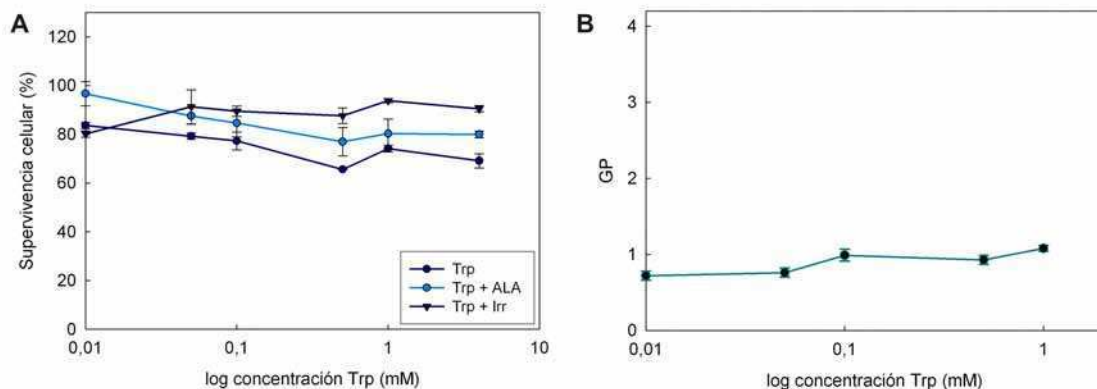 A
120
100
80
60
40
20
0
Supervivencia celular (%)
Trp
Trp + ALA
Trp + Irr
0,01
0,1
1
10
log concentración Trp (mM)
B
4
3
2
1
0
GP
0,01
0,1
1
log concentración Trp (mM)